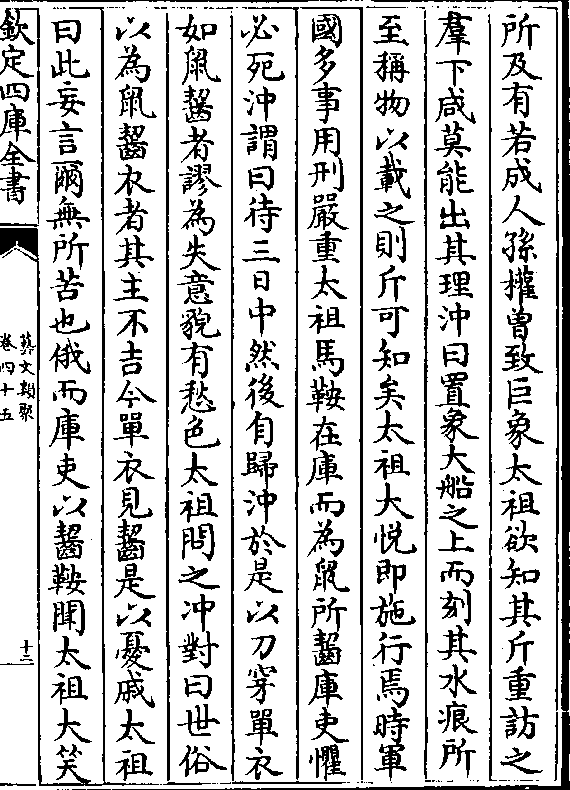 所及有若成人孫權曾致巨象太祖欲知其斤重訪之
羣下咸莫能出其理沖曰置象大船之上而刻其水痕所
至稱物以載之則斤可知矣太祖大悦即施行焉時軍
國多事用刑嚴重太祖馬鞍在庫而為鼠所齧庫吏懼
必死沖謂曰待三日中然後自歸沖於是以刀穿單衣
如鼠齧者謬為失意貌有愁色太祖問之沖對曰世俗
以為鼠齧衣者其主不吉今單衣見齧是以憂戚太祖
曰此妄言爾無所苦也俄而庫吏以齧鞍聞太祖大笑
欽定四庫全書
藝文類聚
卷四十五
十二